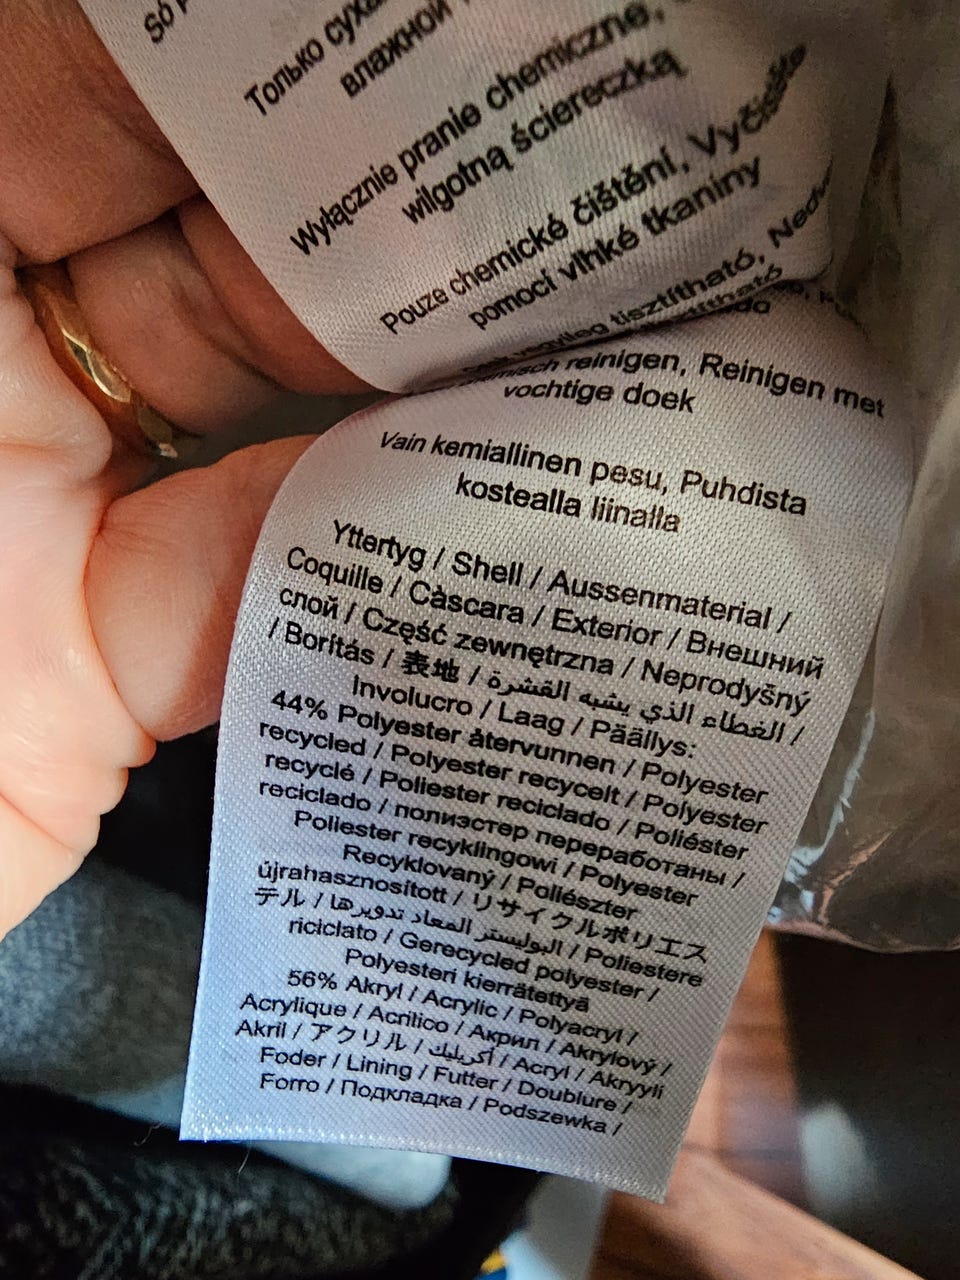 Só
Только
влажной
Wyłącznie pranie chemiczne,
wilgotną ściereczką
Pouze chemické čištění, Vyčistěte
pomocí vlhké tkaniny
tisztítható,
reinigen, Reinigen met
vochtige doek
Vain kemiallinen pesu, Puhdista
kostealla liinalla
Yttertyg / Shell / Aussenmaterial /
Coquille / Càscara / Exterior / Внешний
слой / Część zewnętrzna / Neprodyšný
/ Borítás / 表地 / الغطاء الذي يشبه القشرة /
Involucro / Laag / Päällys:
44% Polyester återvunnen / Polyester
recycled / Polyester recycelt / Polyester
recyclé / Poliester reciclado / Poliéster
reciclado / полиэстер переработаны /
Poliester recyklingowi / Polyester
Recyklovaný / Poliészter
újrahasznosított / リサイクルポリエス
テル / البوليستر المعاد تدويرها / Poliestere
riciclato / Gerecycled polyester /
Polyesteri kierrätettyä
56% Akryl / Acrylic / Polyacryl /
Acrylique / Acrilico / Акрил / Akrylový /
Akril / アクリル / أكريليك / Acryl / Akryyli
Foder / Lining / Futter / Doublure /
Forro / Подкладка / Podszewka /